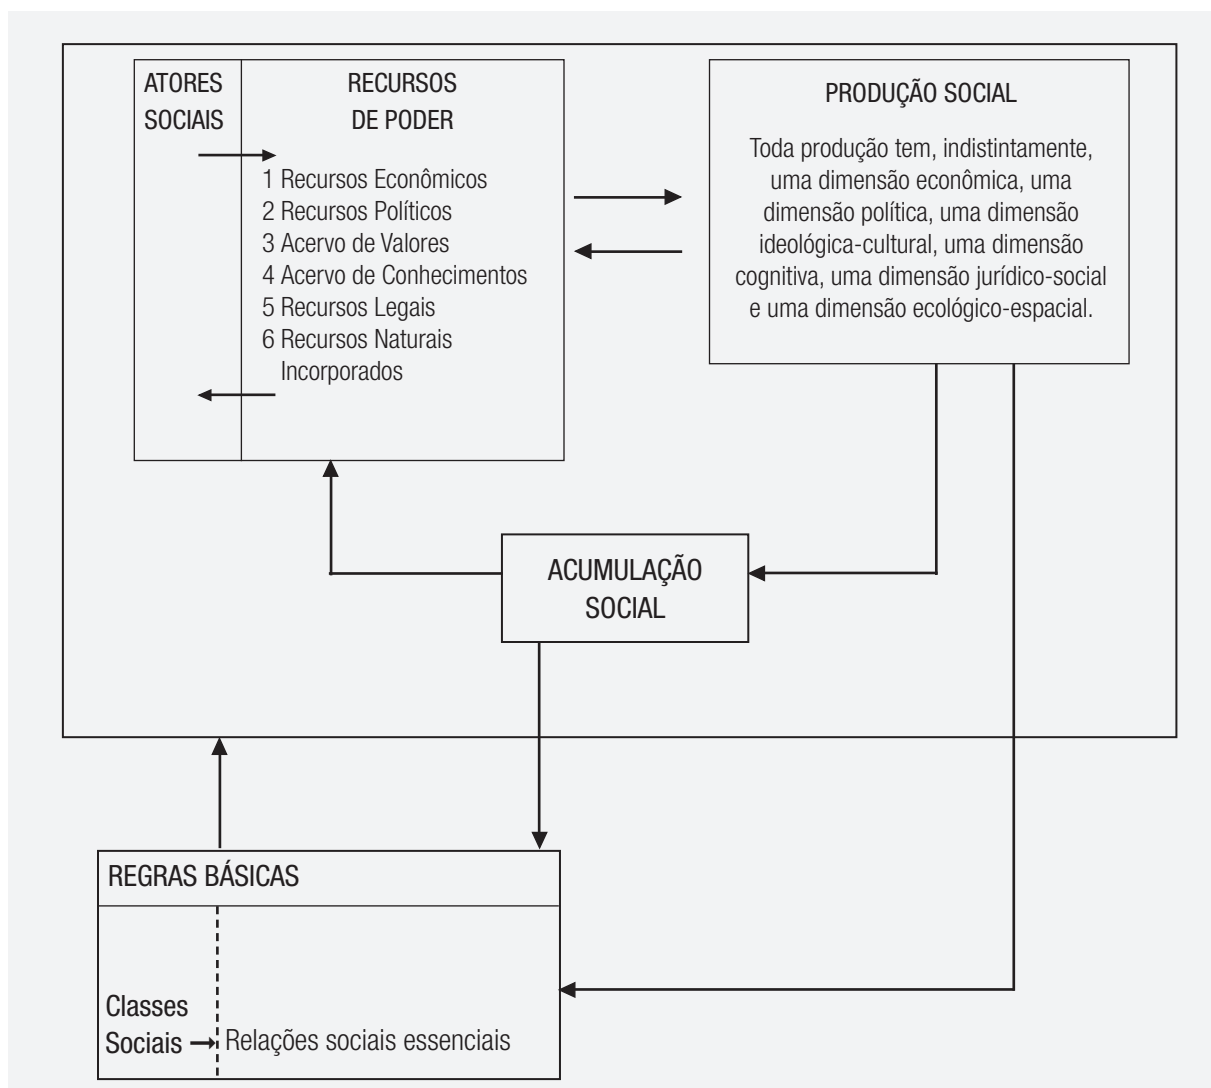 ATORES
SOCIAIS
RECURSOS
DE PODER
1 Recursos Econômicos
2 Recursos Políticos
3 Acervo de Valores
4 Acervo de Conhecimentos
5 Recursos Legais
6 Recursos Naturais
Incorporados
PRODUÇÃO SOCIAL
Toda produção tem, indistintamente,
uma dimensão econômica, uma
dimensão política, uma dimensão
ideológica-cultural, uma dimensão
cognitiva, uma dimensão jurídico-social
e uma dimensão ecológico-espacial.
ACUMULAÇÃO
SOCIAL
REGRAS BÁSICAS
Classes
Sociais
Relações sociais essenciais